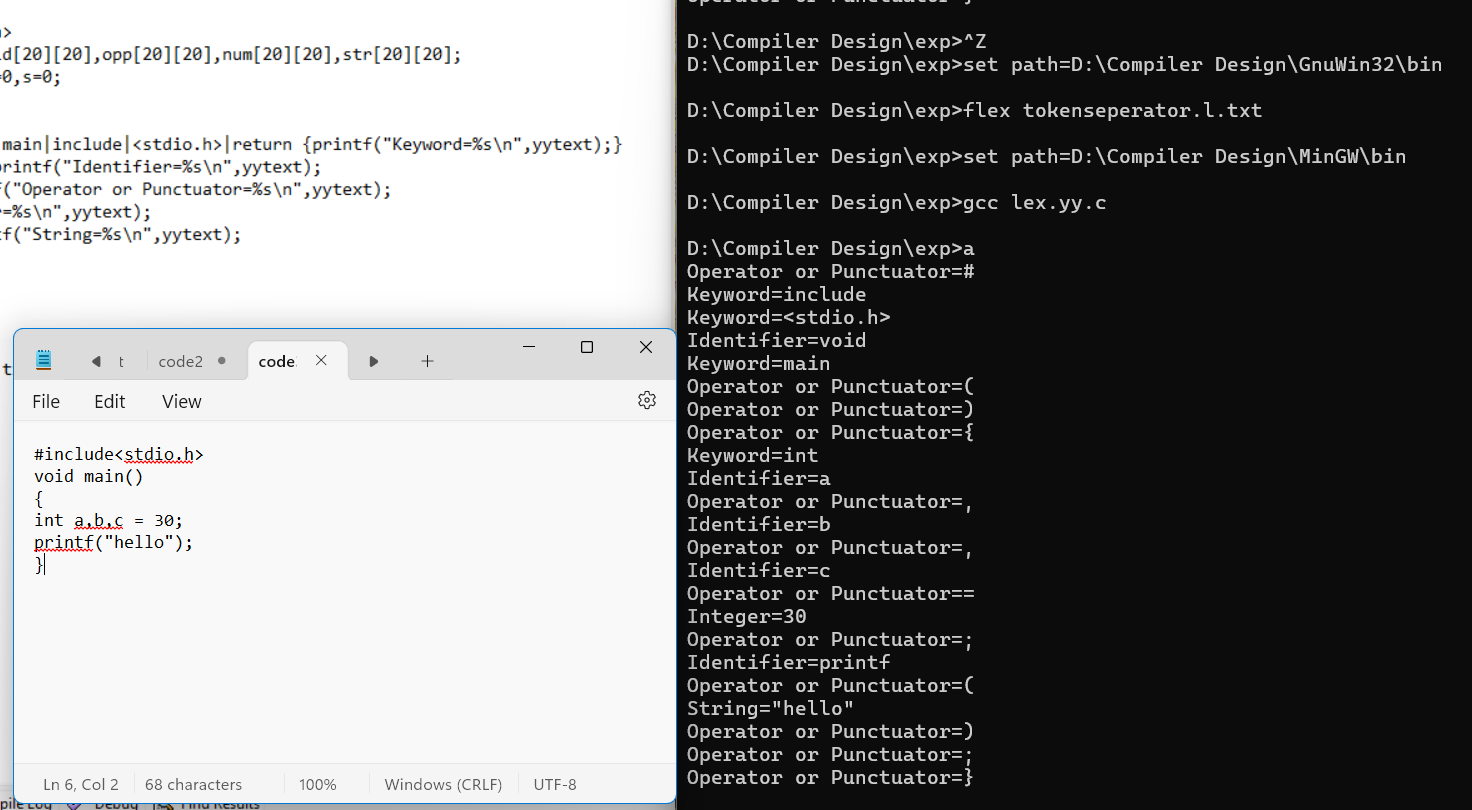 >
d[20][20],opp[20][20],num[20][20],str[20][20];
0,s=0;
main|include|<stdio.h>|return {printf("Keyword=%s\n",yytext);}
printf("Identifier=%s\n",yytext);
f("Operator or Punctuator=%s\n",yytext);
=%s\n",yytext);
tf("String=%s\n",yytext);
t
t
code2
code
File
Edit
View
#include<stdio.h>
void main()
{
int a,b,c = 30;
printf("hello");
}
Ln 6, Col 2
68 characters
100%
Windows (CRLF)
UTF-8
Debug
Find Results
Operator or Punctuator=}
D:\Compiler Design\exp>^Z
D:\Compiler Design\exp>set path=D:\Compiler Design\GnuWin32\bin
D:\Compiler Design\exp>flex tokenseperator.l.txt
D:\Compiler Design\exp>set path=D:\Compiler Design\MinGW\bin
D:\Compiler Design\exp>gcc lex.yy.c
D:\Compiler Design\exp>a
Operator or Punctuator=#
Keyword=include
Keyword=<stdio.h>
Identifier=void
Keyword=main
Operator or Punctuator=(
Operator or Punctuator=)
Operator or Punctuator={
Keyword=int
Identifier=a
Operator or Punctuator=,
Identifier=b
Operator or Punctuator=,
Identifier=c
Operator or Punctuator==
Integer=30
Operator or Punctuator=;
Identifier=printf
Operator or Punctuator=(
String="hello"
Operator or Punctuator=)
Operator or Punctuator=;
Operator or Punctuator=}